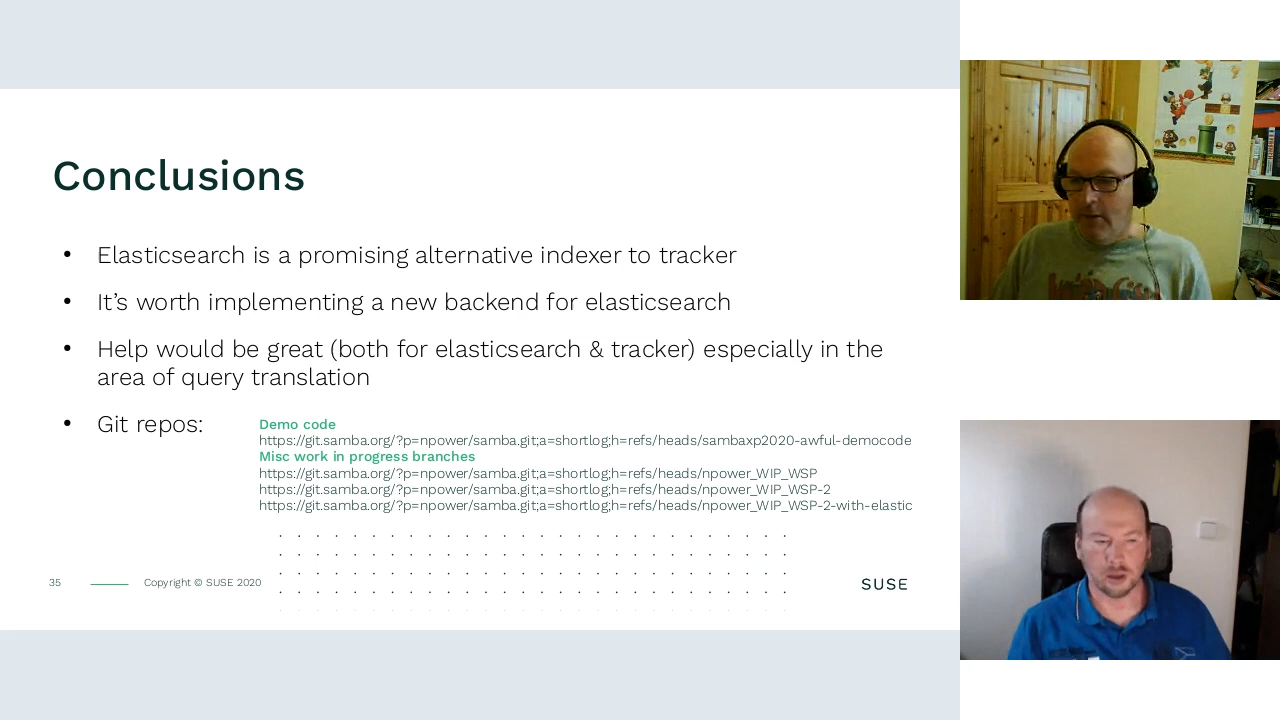 Conclusions
• Elasticsearch is a promising alternative indexer to tracker
• It’s worth implementing a new backend for elasticsearch
• Help would be great (both for elasticsearch & tracker) especially in the
area of query translation
• Git repos:
Demo code
https://git.samba.org/?p=npower/samba.git;a=shortlog;h=refs/heads/sambaxp2020-awful-democode
Misc work in progress branches
https://git.samba.org/?p=npower/samba.git;a=shortlog;h=refs/heads/npower_WIP_WSP
https://git.samba.org/?p=npower/samba.git;a=shortlog;h=refs/heads/npower_WIP_WSP-2
https://git.samba.org/?p=npower/samba.git;a=shortlog;h=refs/heads/npower_WIP_WSP-2-with-elastic
35
Copyright © SUSE 2020
SUSE